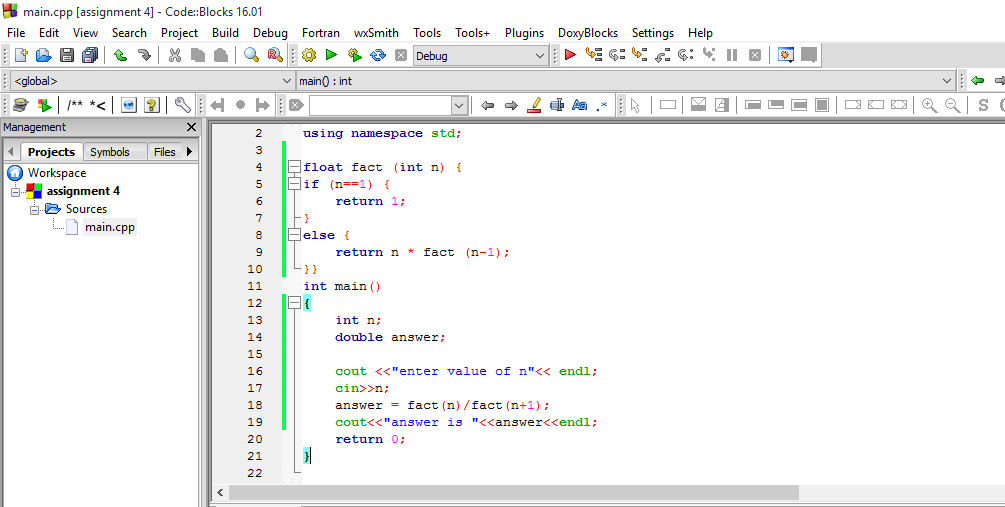 main.cpp [assignment 4] - Code::Blocks 16.01
File Edit View Search Project Build Debug Fortran wxSmith Tools Tools+ Plugins DoxyBlocks Settings Help
Debug
<global> main() : int
/** *< Aa .* S
Management
Projects Symbols Files
Workspace
assignment 4
Sources
main.cpp
2 using namespace std;
3
4 float fact (int n) {
5 if (n==1) {
6 return 1;
7 }
8 else {
9 return n * fact (n-1);
10 }}
11 int main()
12 {
13 int n;
14 double answer;
15
16 cout <<"enter value of n"<< endl;
17 cin>>n;
18 answer = fact(n)/fact(n+1);
19 cout<<"answer is "<<answer<<endl;
20 return 0;
21 }
22